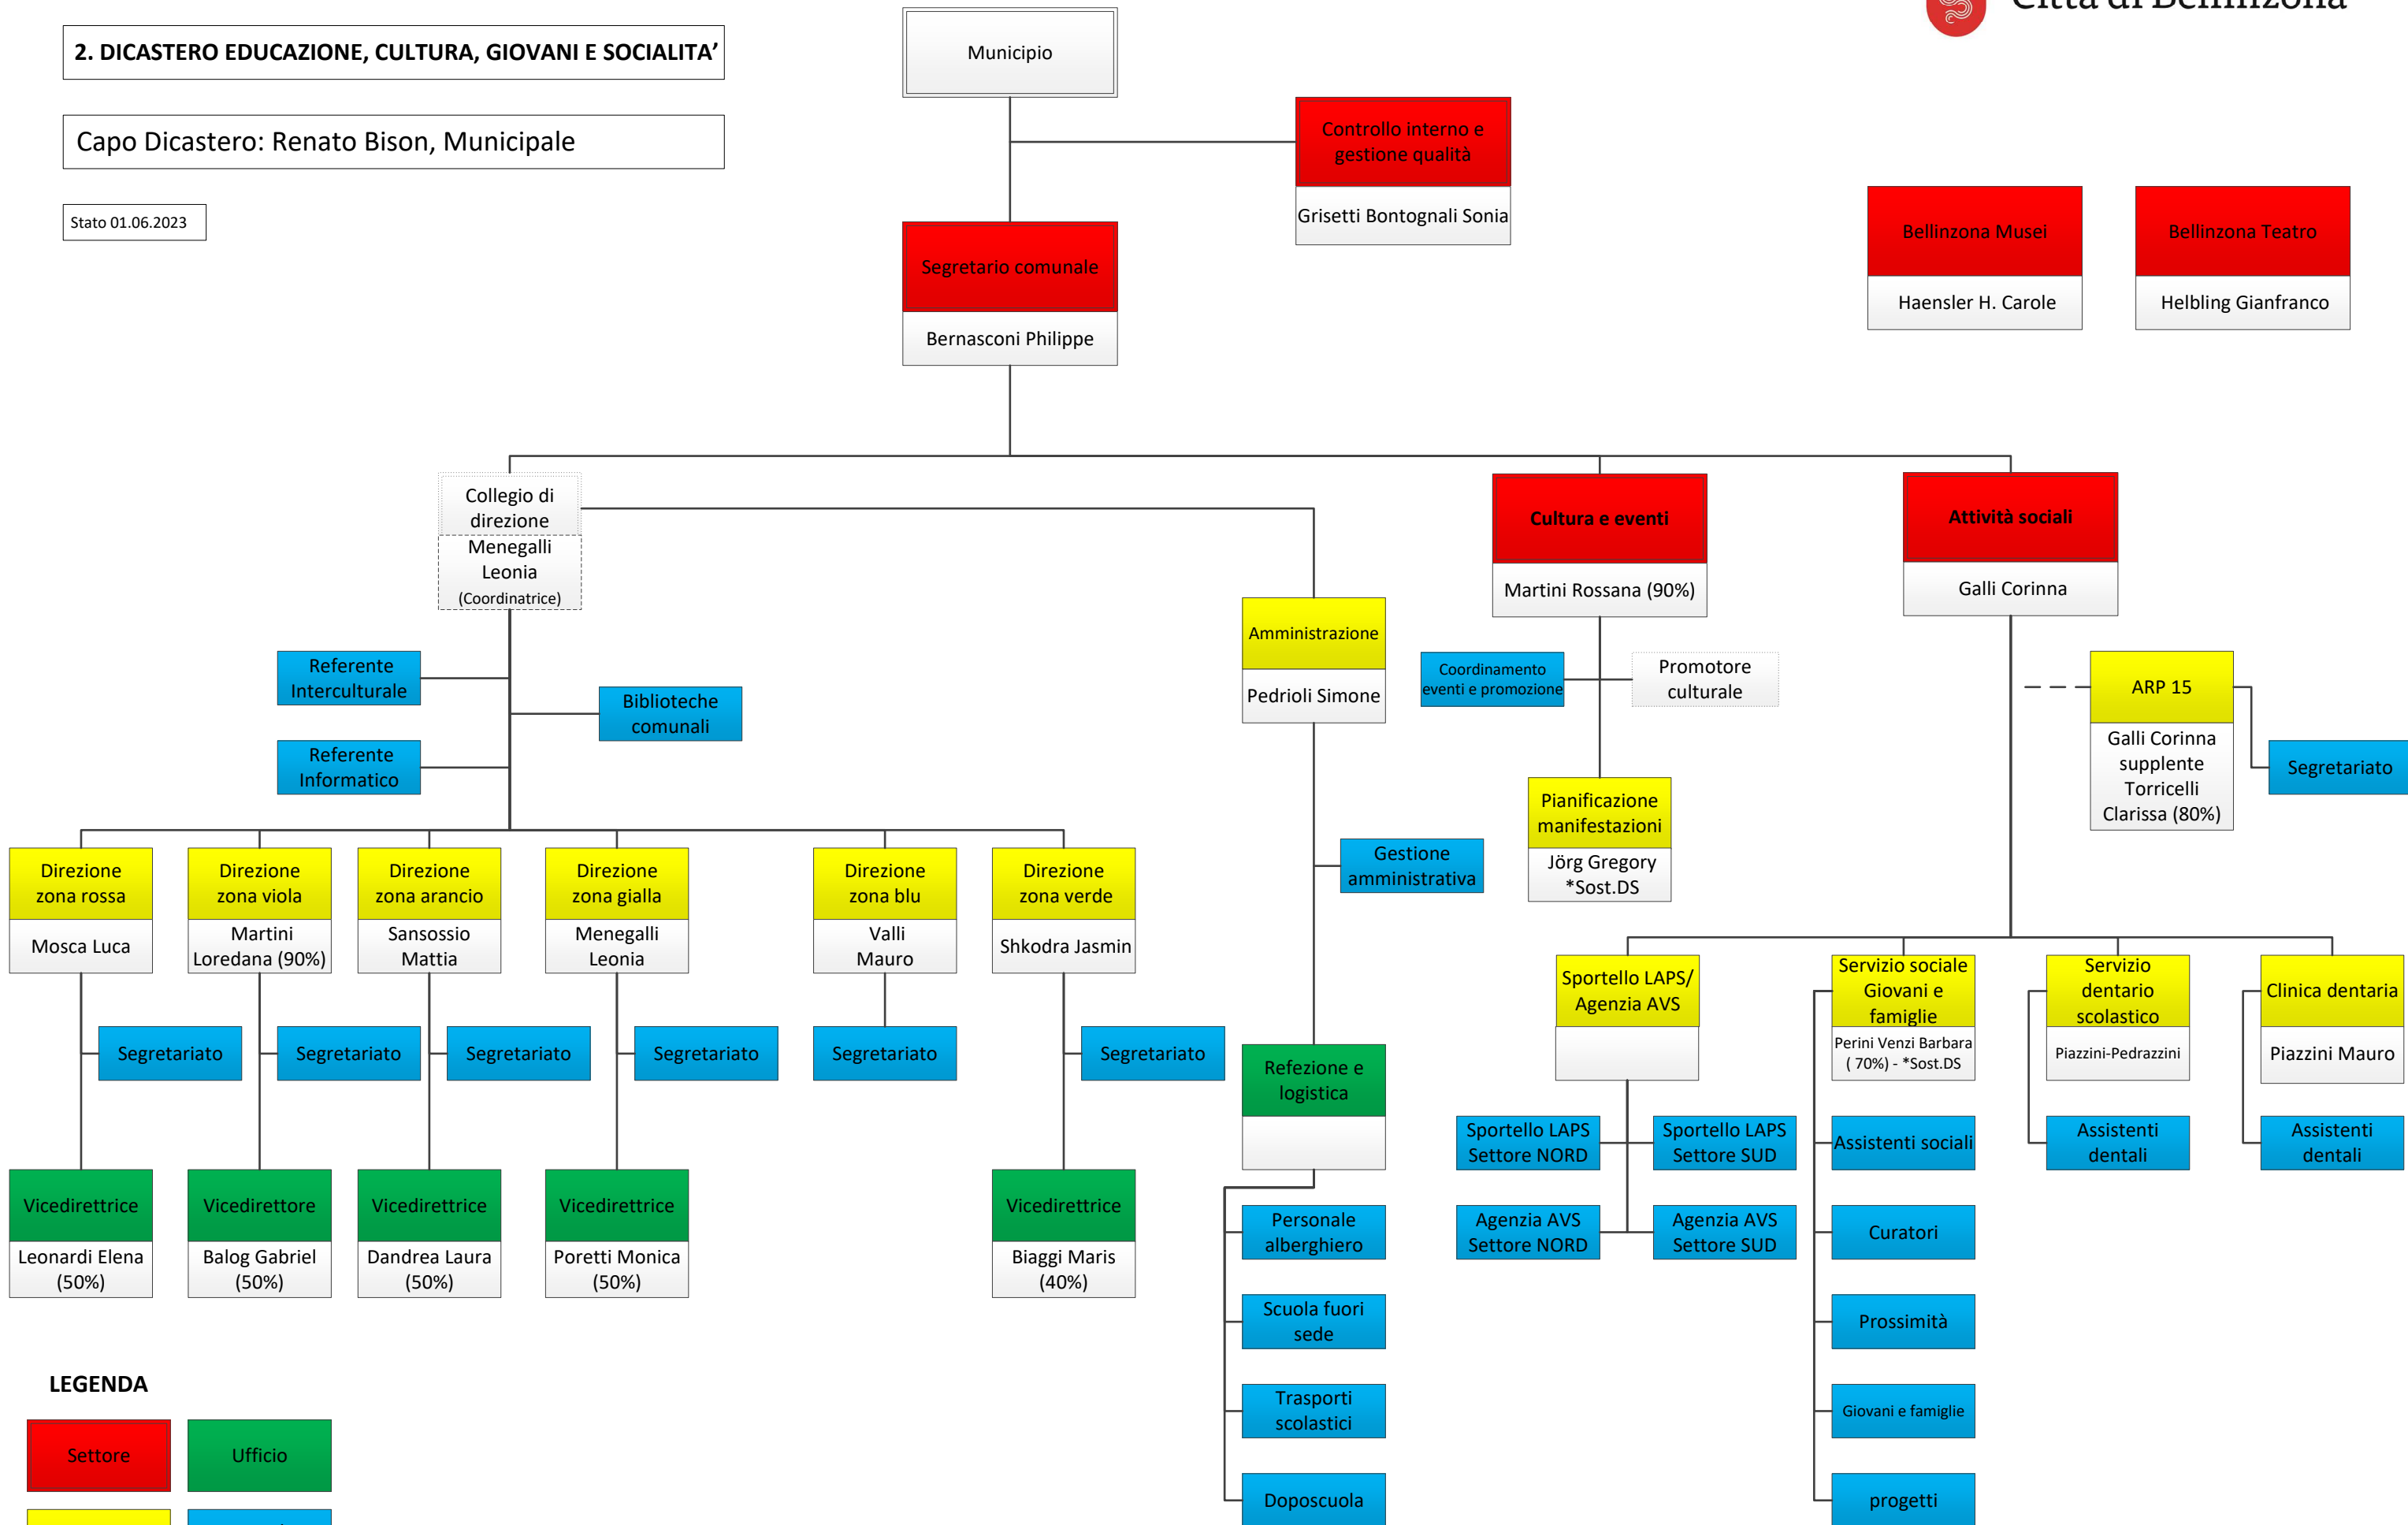 Città di Bellinzona
2. DICASTERO EDUCAZIONE, CULTURA, GIOVANI E SOCIALITA’
Capo Dicastero: Renato Bison, Municipale
Stato 01.06.2023
Municipio
Controllo interno e
gestione qualità
Grisetti Bontognali Sonia
Segretario comunale
Bernasconi Philippe
Bellinzona Musei
Haensler H. Carole
Bellinzona Teatro
Helbling Gianfranco
Collegio di
direzione
Menegalli
Leonia
(Coordinatrice)
Referente
Interculturale
Biblioteche
comunali
Referente
Informatico
Amministrazione
Pedrioli Simone
Cultura e eventi
Martini Rossana (90%)
Coordinamento
eventi e promozione
Promotore
culturale
Pianificazione
manifestazioni
Jörg Gregory
*Sost.DS
Attività sociali
Galli Corinna
ARP 15
Galli Corinna
supplente
Torricelli
Clarissa (80%)
Segretariato
Direzione
zona rossa
Mosca Luca
Segretariato
Vicedirettrice
Leonardi Elena
(50%)
Direzione
zona viola
Martini
Loredana (90%)
Segretariato
Vicedirettore
Balog Gabriel
(50%)
Direzione
zona arancio
Sansossio
Mattia
Segretariato
Vicedirettrice
Dandrea Laura
(50%)
Direzione
zona gialla
Menegalli
Leonia
Segretariato
Vicedirettrice
Poretti Monica
(50%)
Direzione
zona blu
Valli
Mauro
Segretariato
Direzione
zona verde
Shkodra Jasmin
Segretariato
Vicedirettrice
Biaggi Maris
(40%)
Gestione
amministrativa
Refezione e
logistica
Personale
alberghiero
Scuola fuori
sede
Trasporti
scolastici
Doposcuola
Sportello LAPS/
Agenzia AVS
Sportello LAPS
Settore NORD
Sportello LAPS
Settore SUD
Agenzia AVS
Settore NORD
Agenzia AVS
Settore SUD
Servizio sociale
Giovani e
famiglie
Perini Venzi Barbara
( 70%) - *Sost.DS
Assistenti sociali
Curatori
Prossimità
Giovani e famiglie
progetti
Servizio
dentario
scolastico
Piazzini-Pedrazzini
Assistenti
dentali
Clinica dentaria
Piazzini Mauro
Assistenti
dentali
LEGENDA
Settore
Ufficio